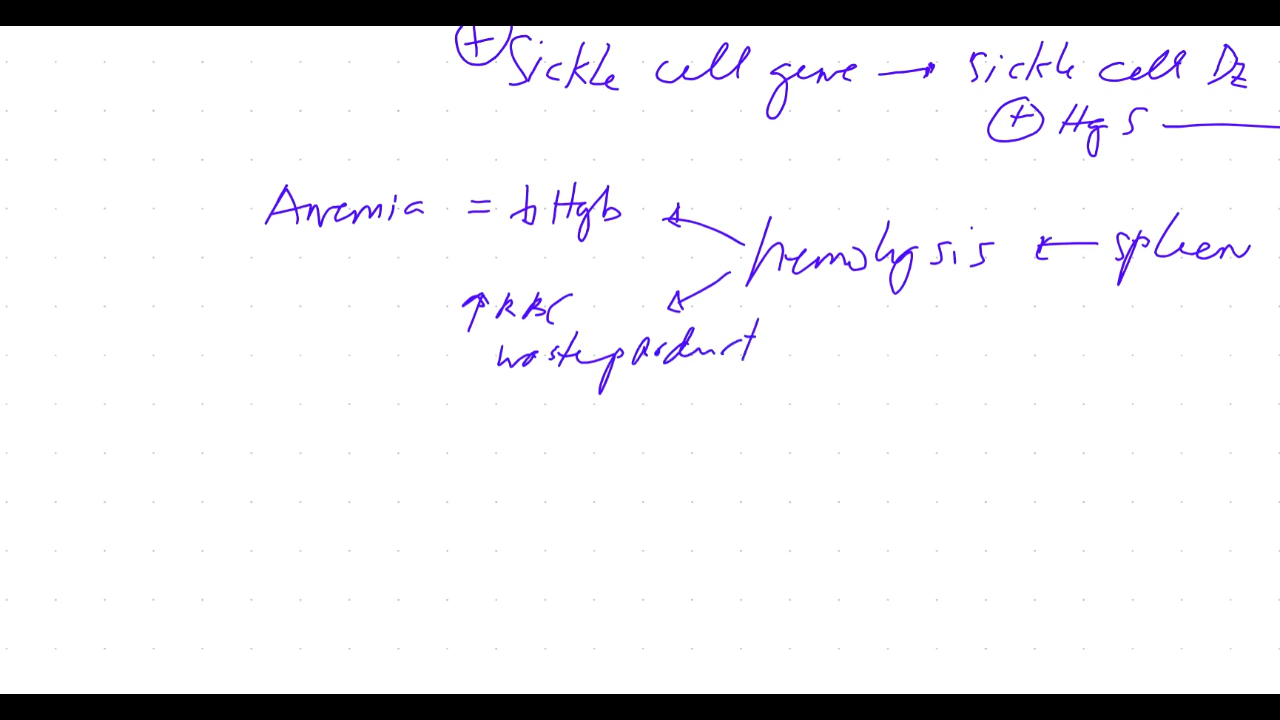 ⊕ Sickle cell gene → sickle cell Dz
⊕ Hg S —
Anemia = ↓ Hgb ← hemolysis ← spleen
↑ RBC
waste product